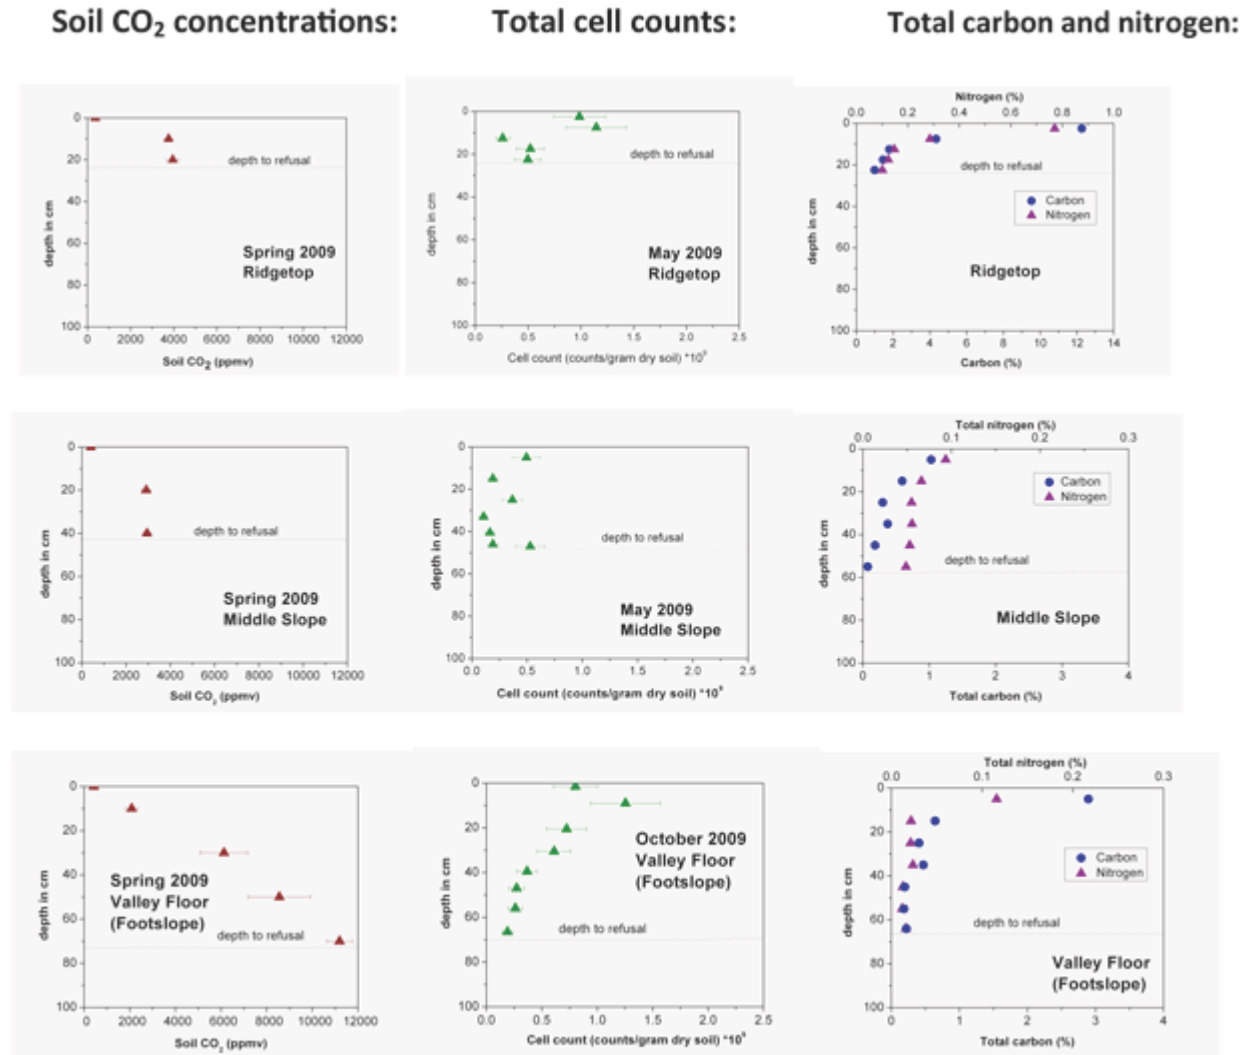 Soil CO₂ concentrations:
Total cell counts:
Total carbon and nitrogen:
0
20
40
60
80
100
depth in cm
depth to refusal
Spring 2009
Ridgetop
0 2000 4000 6000 8000 10000 12000
Soil CO2 (ppmv)
0
20
40
60
80
100
depth in cm
depth to refusal
May 2009
Ridgetop
0.0 0.5 1.0 1.5 2.0 2.5
Cell count (counts/gram dry soil) *10⁹
Nitrogen (%)
0.0 0.2 0.4 0.6 0.8 1.0
0
20
40
60
80
100
depth in cm
depth to refusal
Carbon
Nitrogen
Ridgetop
0 2 4 6 8 10 12 14
Carbon (%)
0
20
40
60
80
100
depth in cm
depth to refusal
Spring 2009
Middle Slope
0 2000 4000 6000 8000 10000 12000
Soil CO₂ (ppmv)
0
20
40
60
80
100
depth in cm
depth to refusal
May 2009
Middle Slope
0.0 0.5 1.0 1.5 2.0 2.5
Cell count (counts/gram dry soil) *10⁹
Total nitrogen (%)
0.0 0.1 0.2 0.3
0
20
40
60
80
100
depth in cm
Carbon
Nitrogen
depth to refusal
Middle Slope
0 1 2 3 4
Total carbon (%)
0
20
40
60
80
100
depth in cm
Spring 2009
Valley Floor
(Footslope)
depth to refusal
0 2000 4000 6000 8000 10000 12000
Soil CO₂ (ppmv)
0
20
40
60
80
100
depth in cm
October 2009
Valley Floor
(Footslope)
depth to refusal
0.0 0.5 1.0 1.5 2.0 2.5
Cell count (counts/gram dry soil) *10⁹
Total nitrogen (%)
0.0 0.1 0.2 0.3
0
20
40
60
80
100
depth in cm
Carbon
Nitrogen
depth to refusal
Valley Floor
(Footslope)
0 1 2 3 4
Total carbon (%)